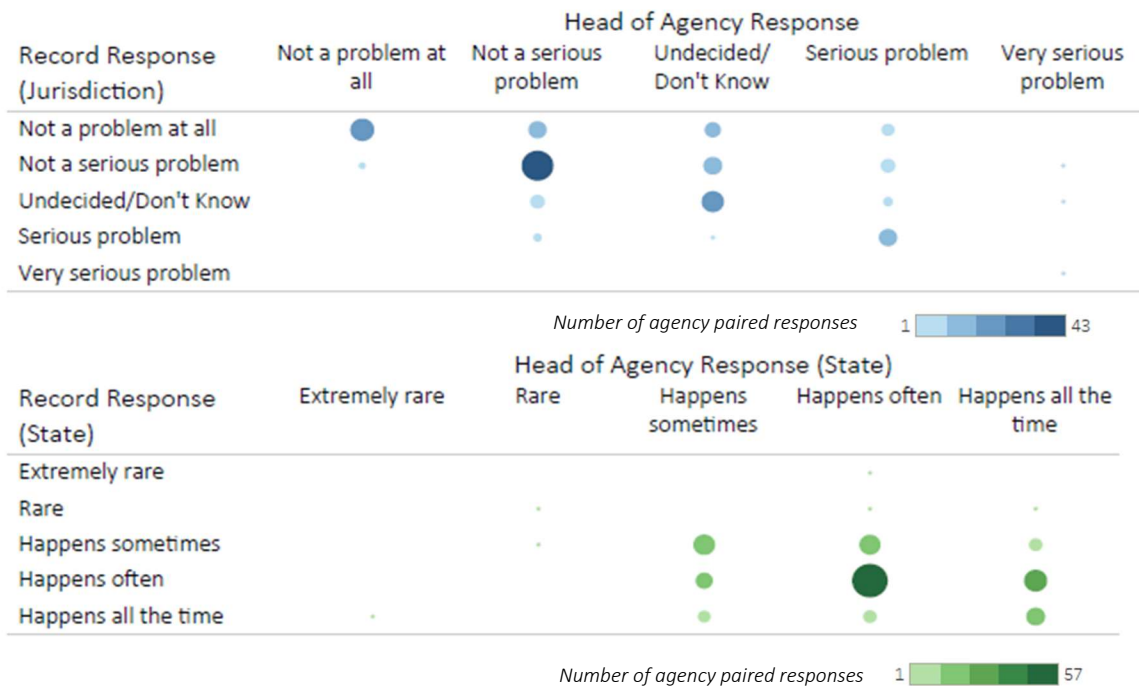 Head of Agency Response
Record Response (Jurisdiction)
Not a problem at all
Not a serious problem
Undecided/ Don't Know
Serious problem
Very serious problem
Not a problem at all
Not a serious problem
Undecided/Don't Know
Serious problem
Very serious problem
Number of agency paired responses 1 43
Head of Agency Response (State)
Record Response (State)
Extremely rare
Rare
Happens sometimes
Happens often
Happens all the time
Extremely rare
Rare
Happens sometimes
Happens often
Happens all the time
Number of agency paired responses 1 57